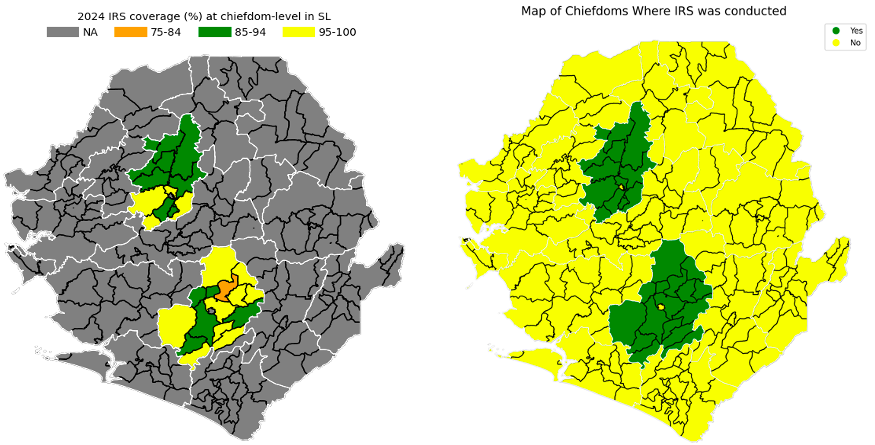 2024 IRS coverage (%) at chiefdom-level in SL
NA 75-84 85-94 95-100
Map of Chiefdoms Where IRS was conducted
Yes
No